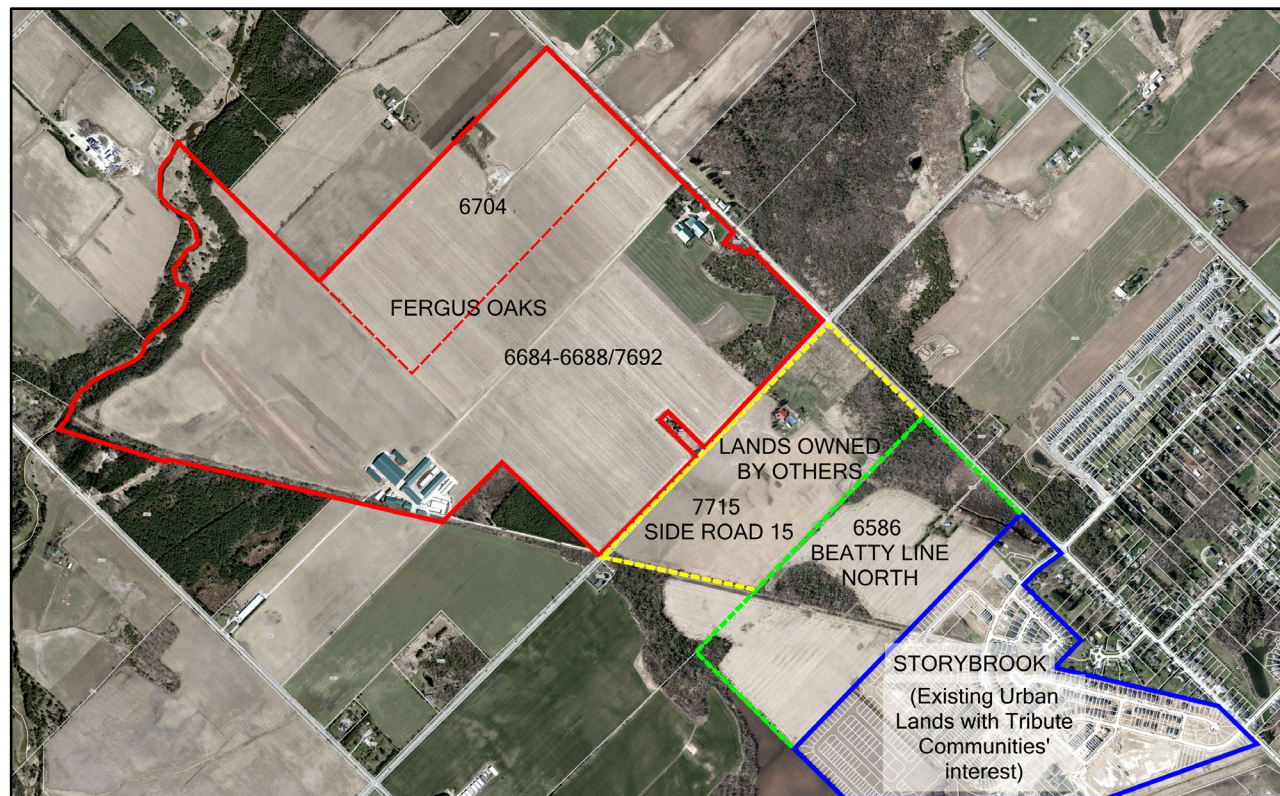 6704
FERGUS OAKS
6684-6688/7692
LANDS OWNED
BY OTHERS
7715
SIDE ROAD 15
6586
BEATTY LINE
NORTH
STORYBROOK
(Existing Urban
Lands with Tribute
Communities'
interest)